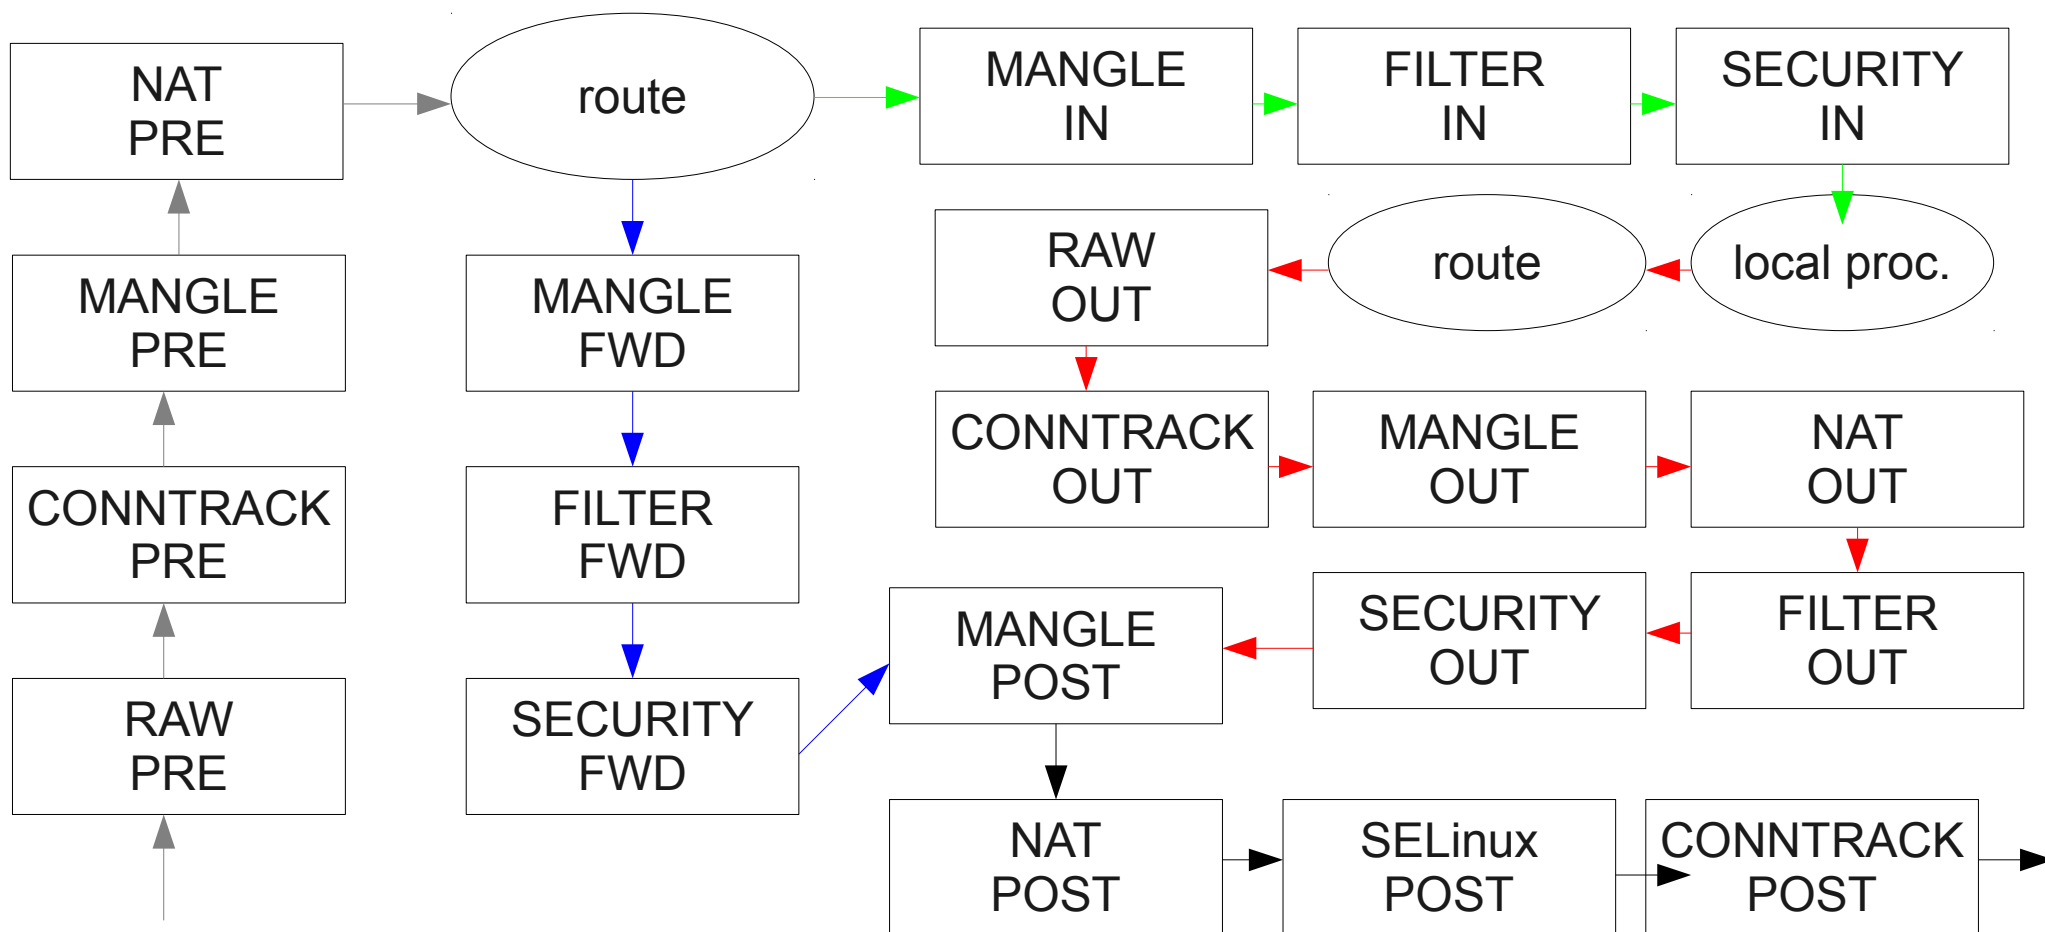 NAT
PRE
route
MANGLE
IN
FILTER
IN
SECURITY
IN
RAW
OUT
route
local proc.
MANGLE
PRE
MANGLE
FWD
CONNTRACK
OUT
MANGLE
OUT
NAT
OUT
CONNTRACK
PRE
FILTER
FWD
MANGLE
POST
SECURITY
OUT
FILTER
OUT
RAW
PRE
SECURITY
FWD
NAT
POST
SELinux
POST
CONNTRACK
POST